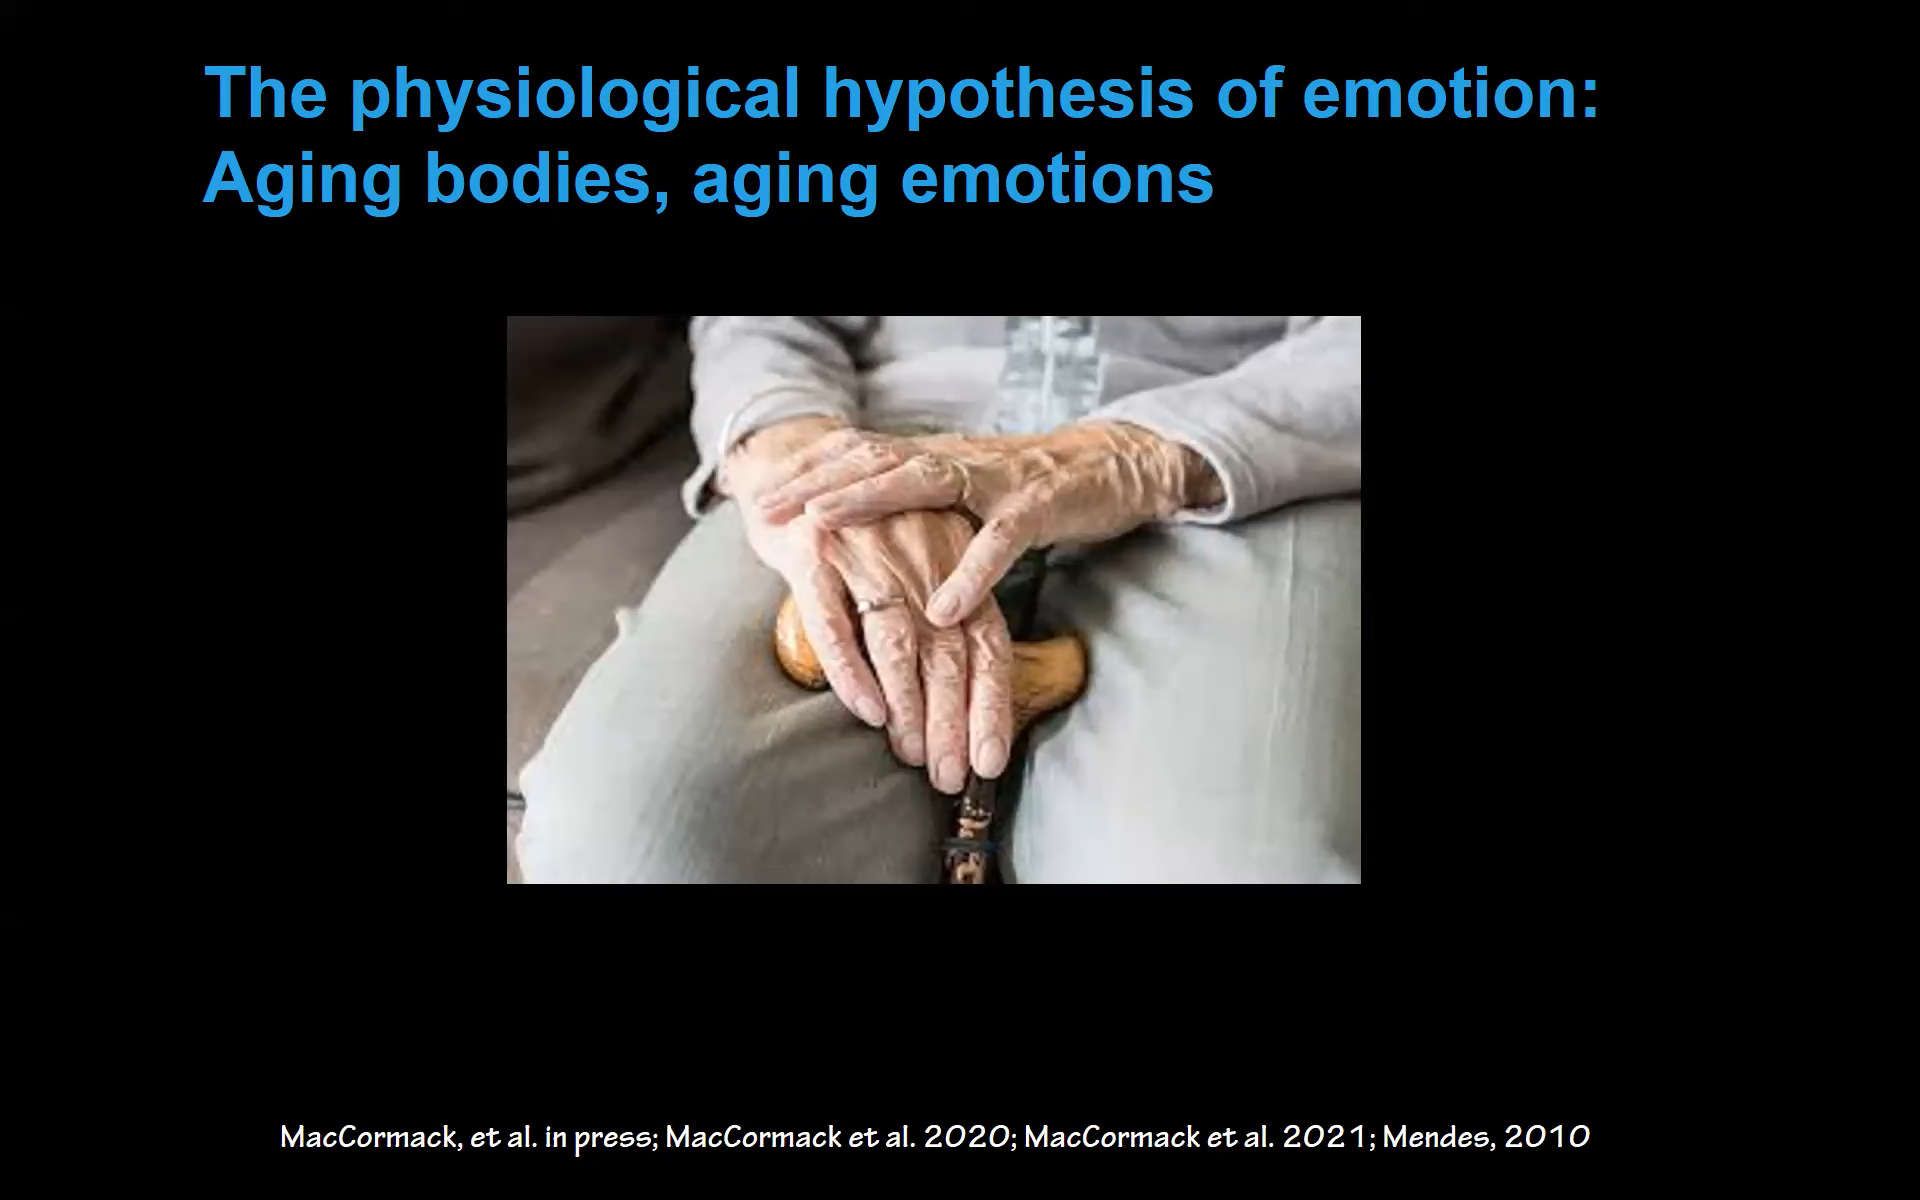 The physiological hypothesis of emotion:
Aging bodies, aging emotions
MacCormack, et al. in press; MacCormack et al. 2020; MacCormack et al. 2021; Mendes, 2010